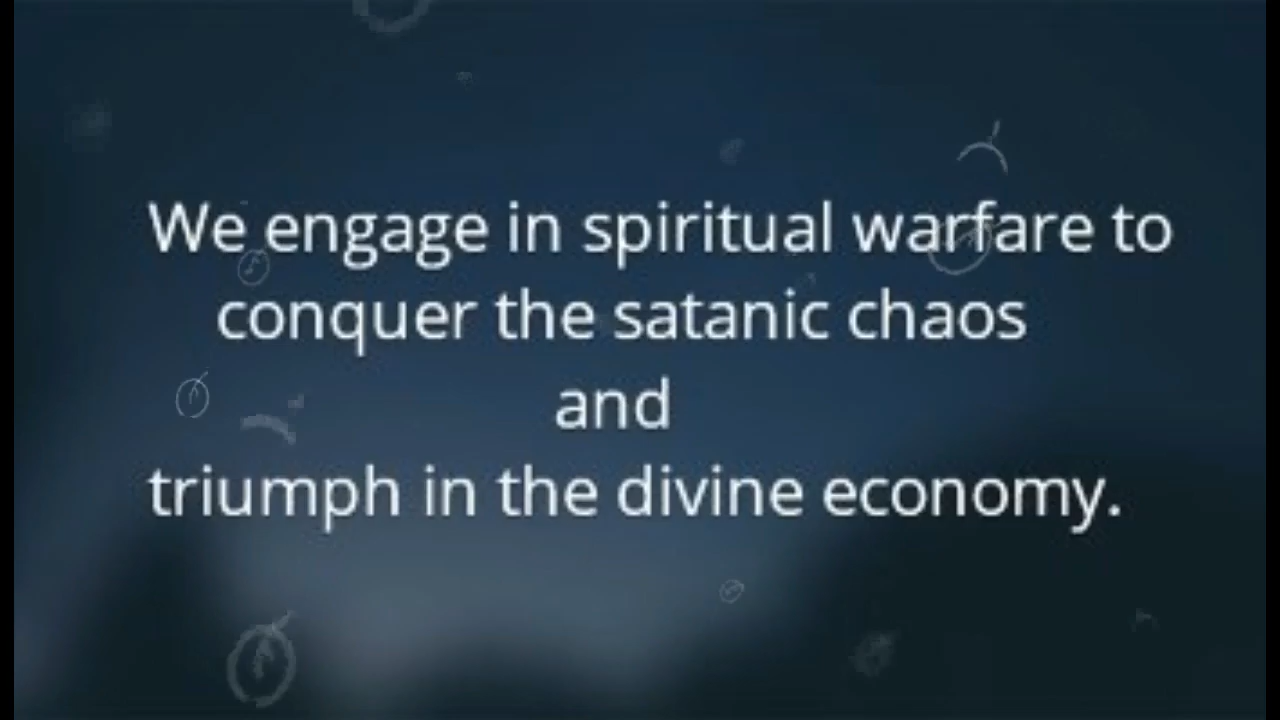 We engage in spiritual warfare to
conquer the satanic chaos
and
triumph in the divine economy.